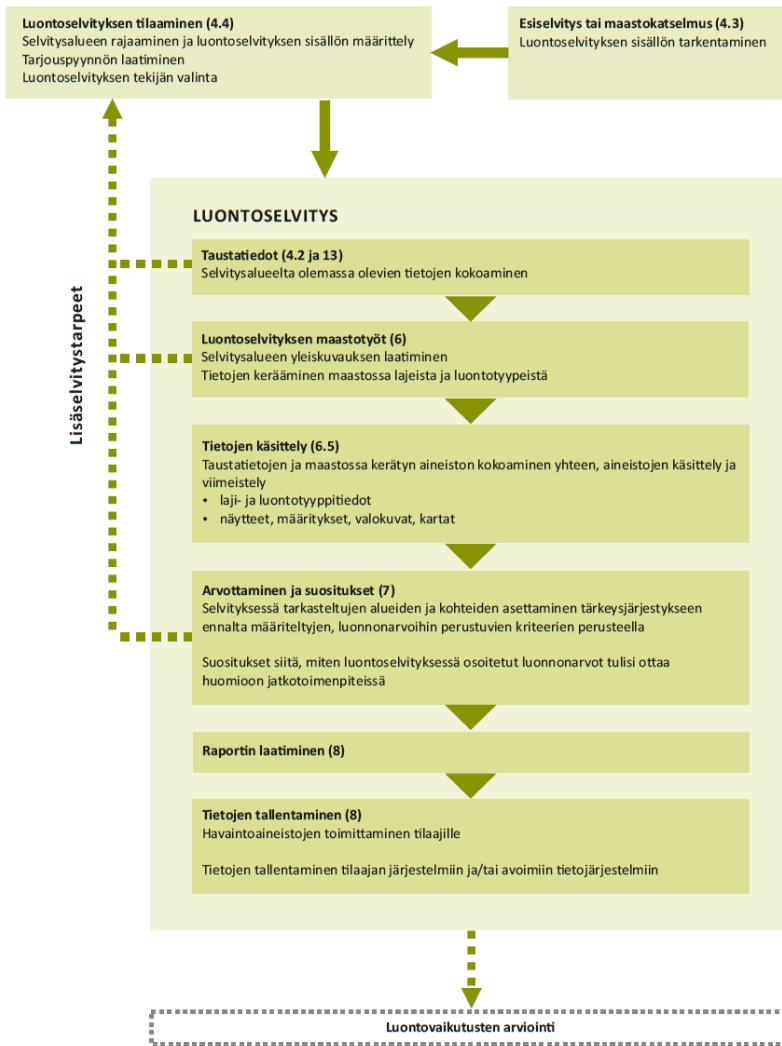 Luontoselvityksen tilaaminen (4.4)
Selvitysalueen rajaaminen ja luontoselvityksen sisällön määrittely
Tarjouspyynnön laatiminen
Luontoselvityksen tekijän valinta
Esiselvitys tai maastokatselmus (4.3)
Luontoselvityksen sisällön tarkentaminen
Lisäselvitystarpeet
LUONTOSELVITYS
Taustatiedot (4.2 ja 13)
Selvitysalueelta olemassa olevien tietojen kokoaminen
Luontoselvityksen maastotyöt (6)
Selvitysalueen yleiskuvauksen laatiminen
Tietojen kerääminen maastossa lajeista ja luontotyypeistä
Tietojen käsittely (6.5)
Taustatietojen ja maastossa kerätyn aineiston kokoaminen yhteen, aineistojen käsittely ja
viimeistely
• laji- ja luontotyyppitiedot
• näytteet, määritykset, valokuvat, kartat
Arvottaminen ja suositukset (7)
Selvityksessä tarkasteltujen alueiden ja kohteiden asettaminen tärkeysjärjestykseen
ennalta määriteltyjen, luonnonarvoihin perustuvien kriteerien perusteella
Suositukset siitä, miten luontoselvityksessä osoitetut luonnonarvot tulisi ottaa
huomioon jatkotoimenpiteissä
Raportin laatiminen (8)
Tietojen tallentaminen (8)
Havaintoaineistojen toimittaminen tilaajille
Tietojen tallentaminen tilaajan järjestelmiin ja/tai avoimiin tietojärjestelmiin
Luontovaikutusten arviointi